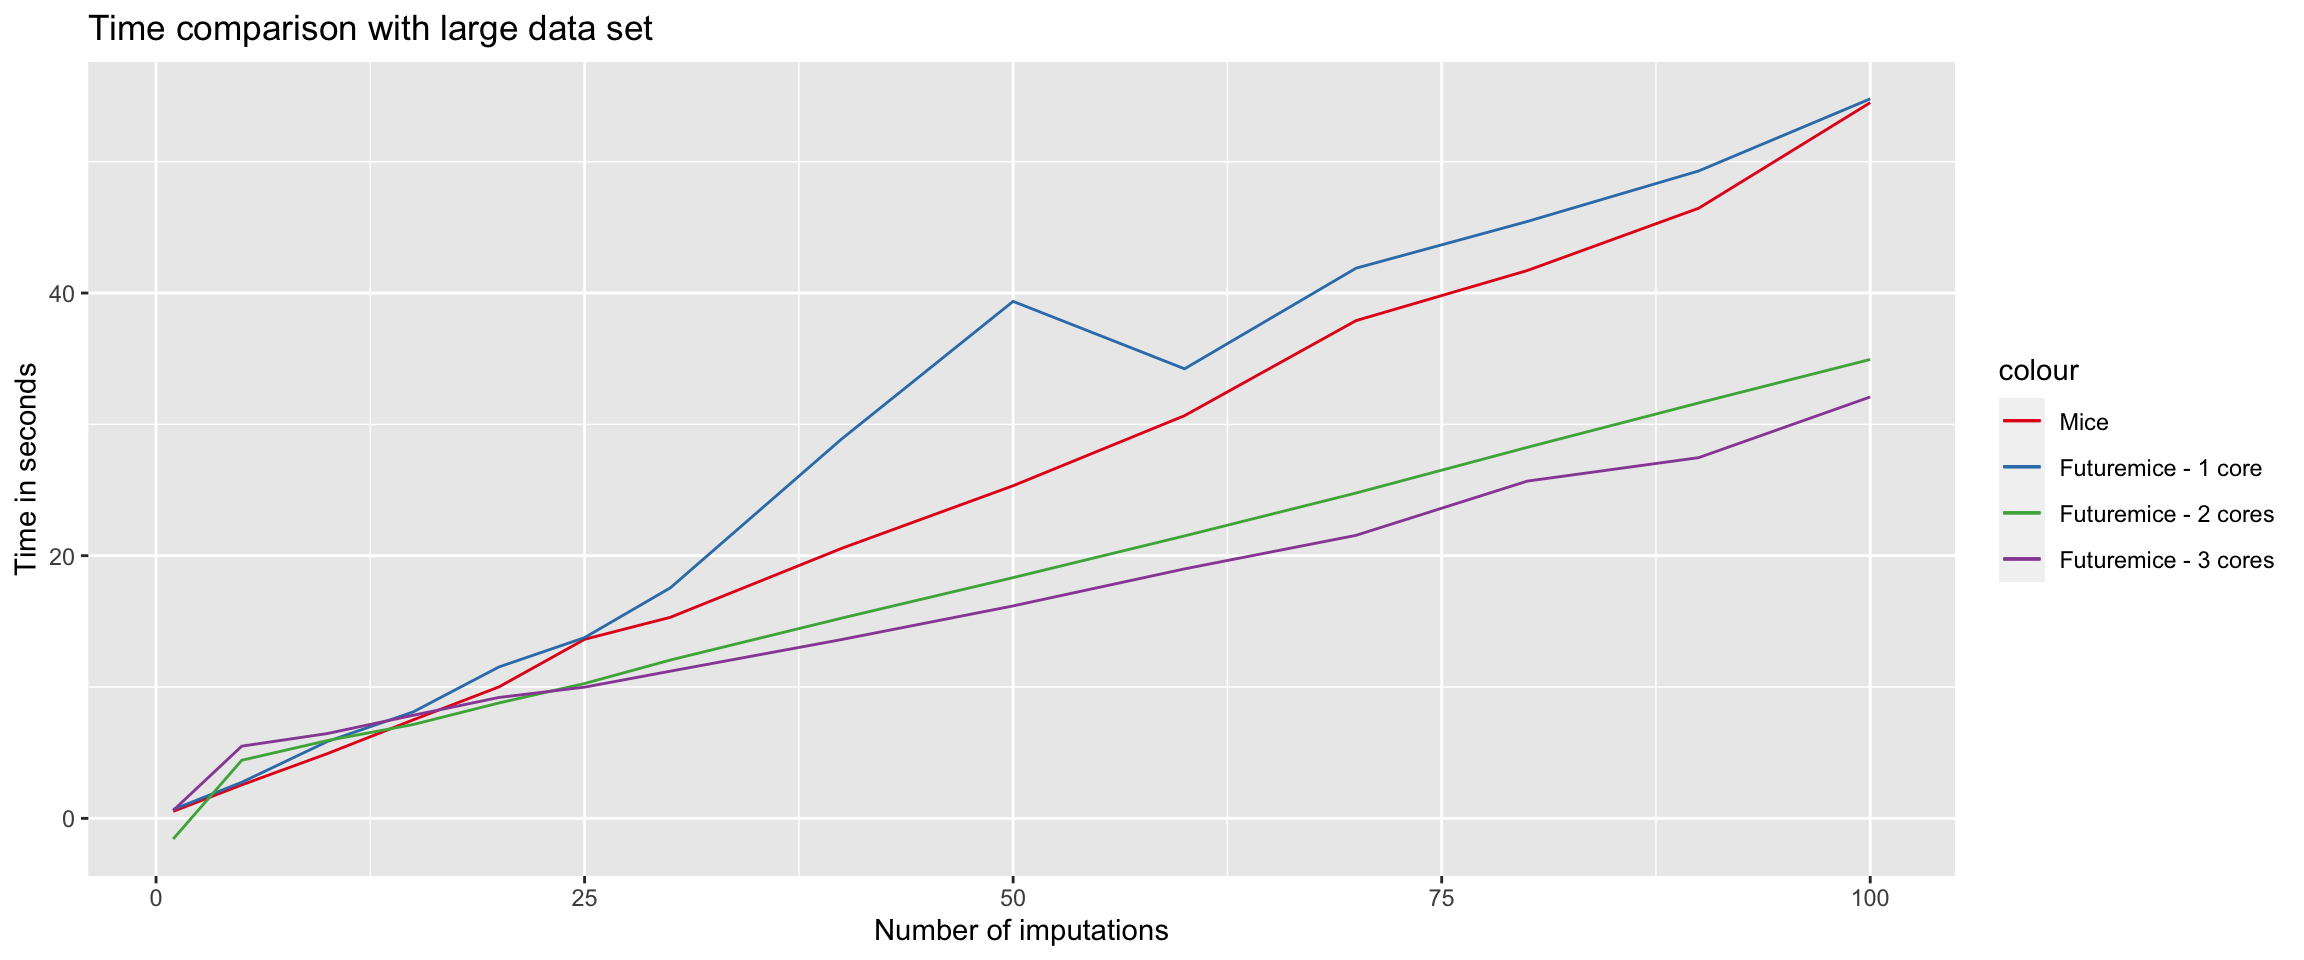 Time comparison with large data set
Time in seconds
40
20
0
0 25 50 75 100
Number of imputations
colour
Mice
Futuremice - 1 core
Futuremice - 2 cores
Futuremice - 3 cores